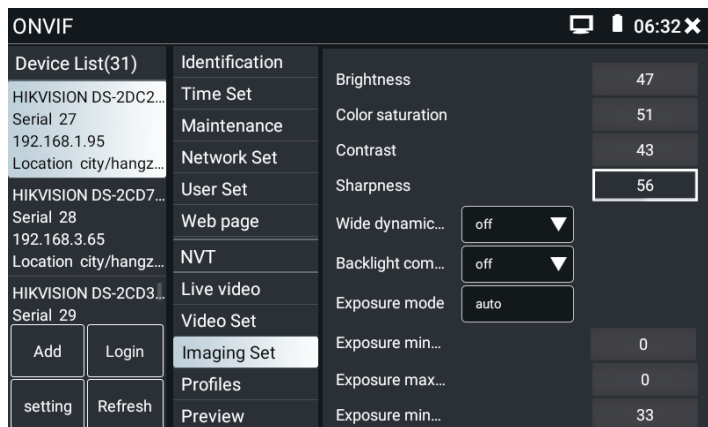 ONVIF
06:32
Device List(31)
HIKVISION DS-2DC2...
Serial 27
192.168.1.95
Location city/hangz...
HIKVISION DS-2CD7...
Serial 28
192.168.3.65
Location city/hangz...
HIKVISION DS-2CD3...
Serial 29
Add
Login
setting
Refresh
Identification
Time Set
Maintenance
Network Set
User Set
Web page
NVT
Live video
Video Set
Imaging Set
Profiles
Preview
Brightness 47
Color saturation 51
Contrast 43
Sharpness 56
Wide dynamic... off
Backlight com... off
Exposure mode auto
Exposure min... 0
Exposure max... 0
Exposure min... 33